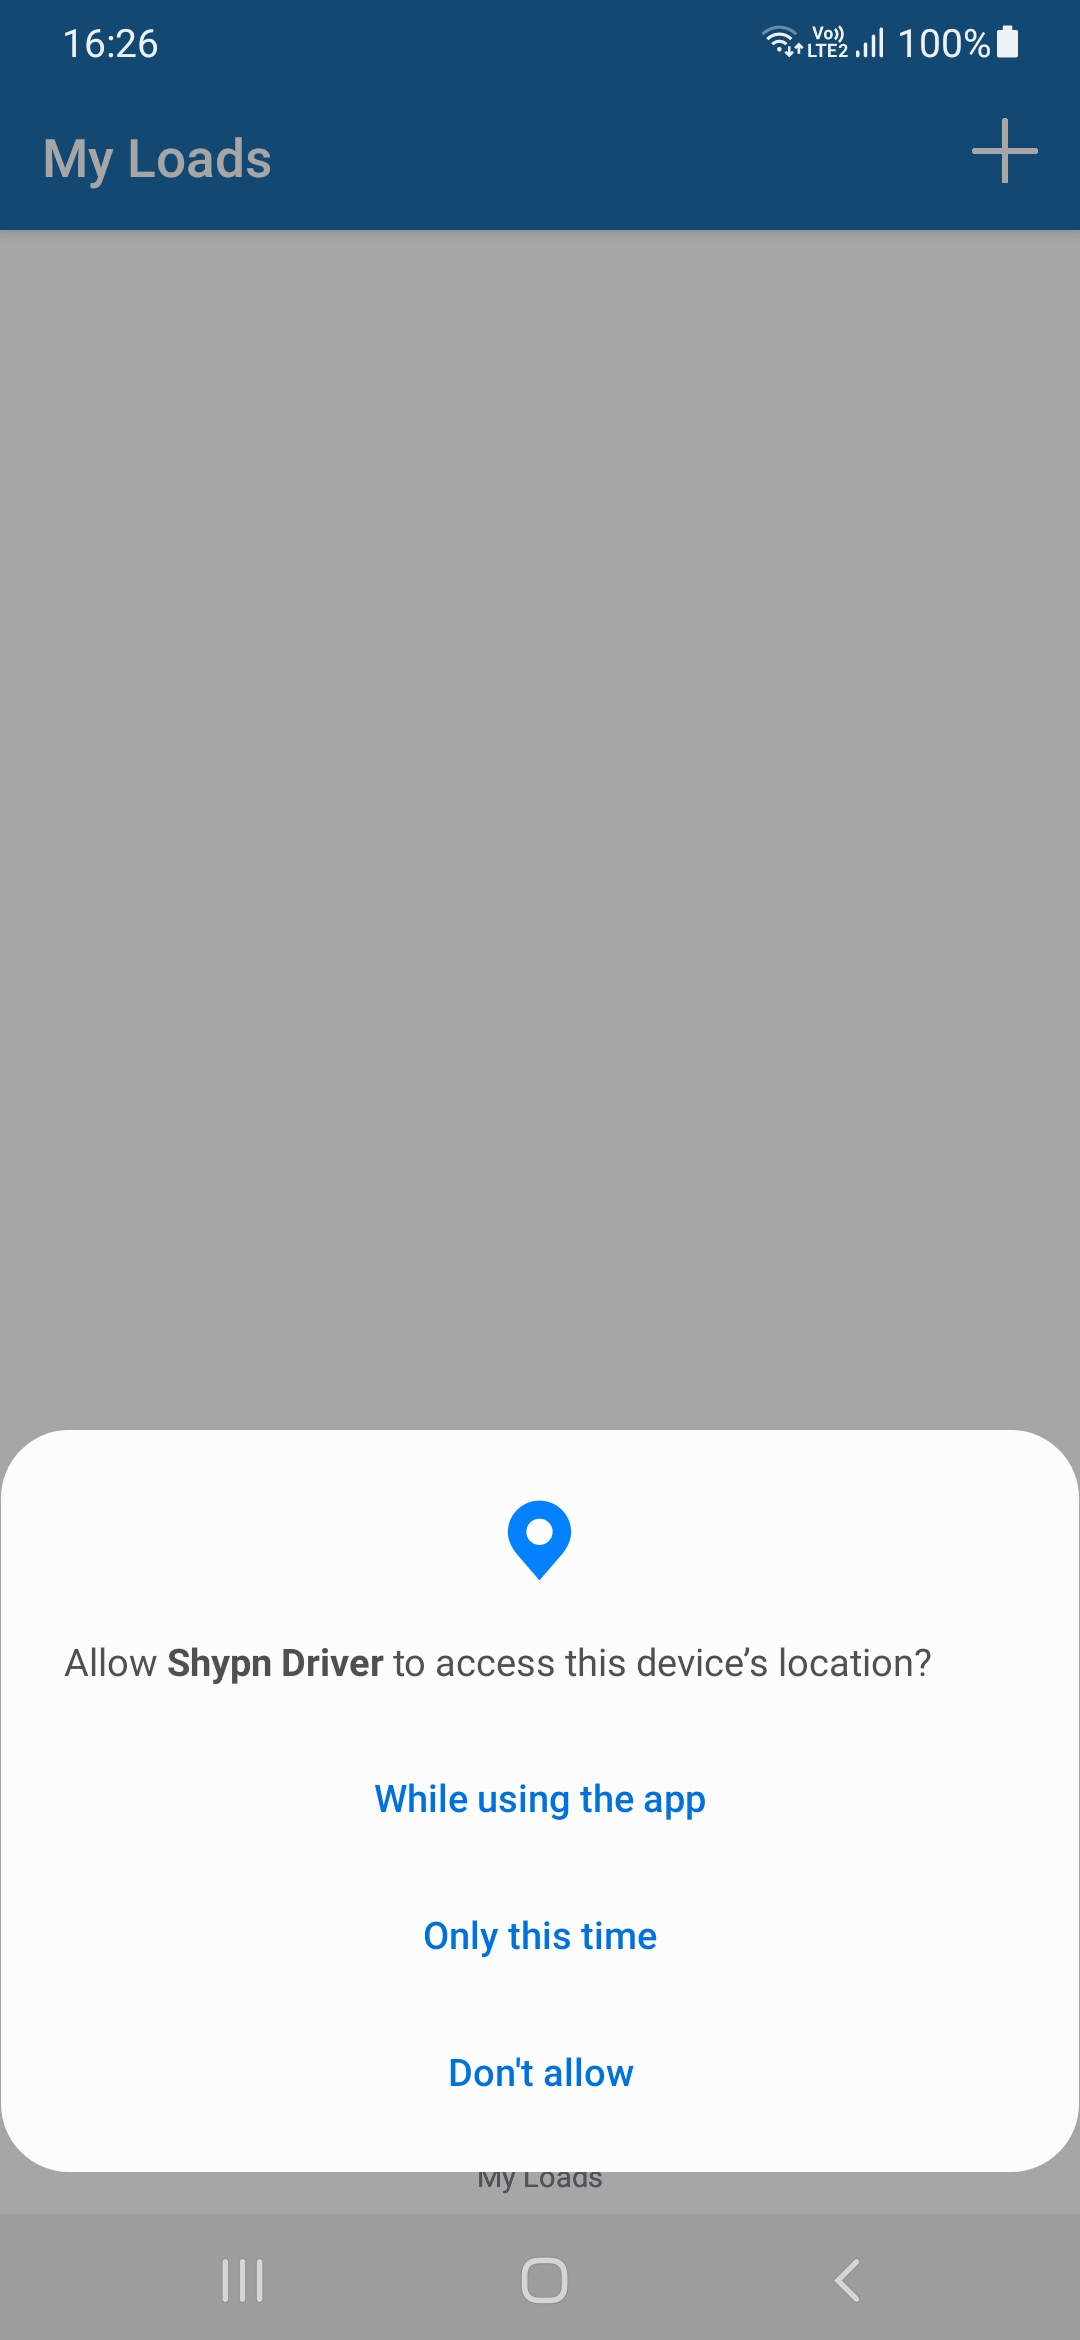 16:26
Vo)) LTE2 100%
My Loads
Allow Shypn Driver to access this device’s location?
While using the app
Only this time
Don't allow
My Loads